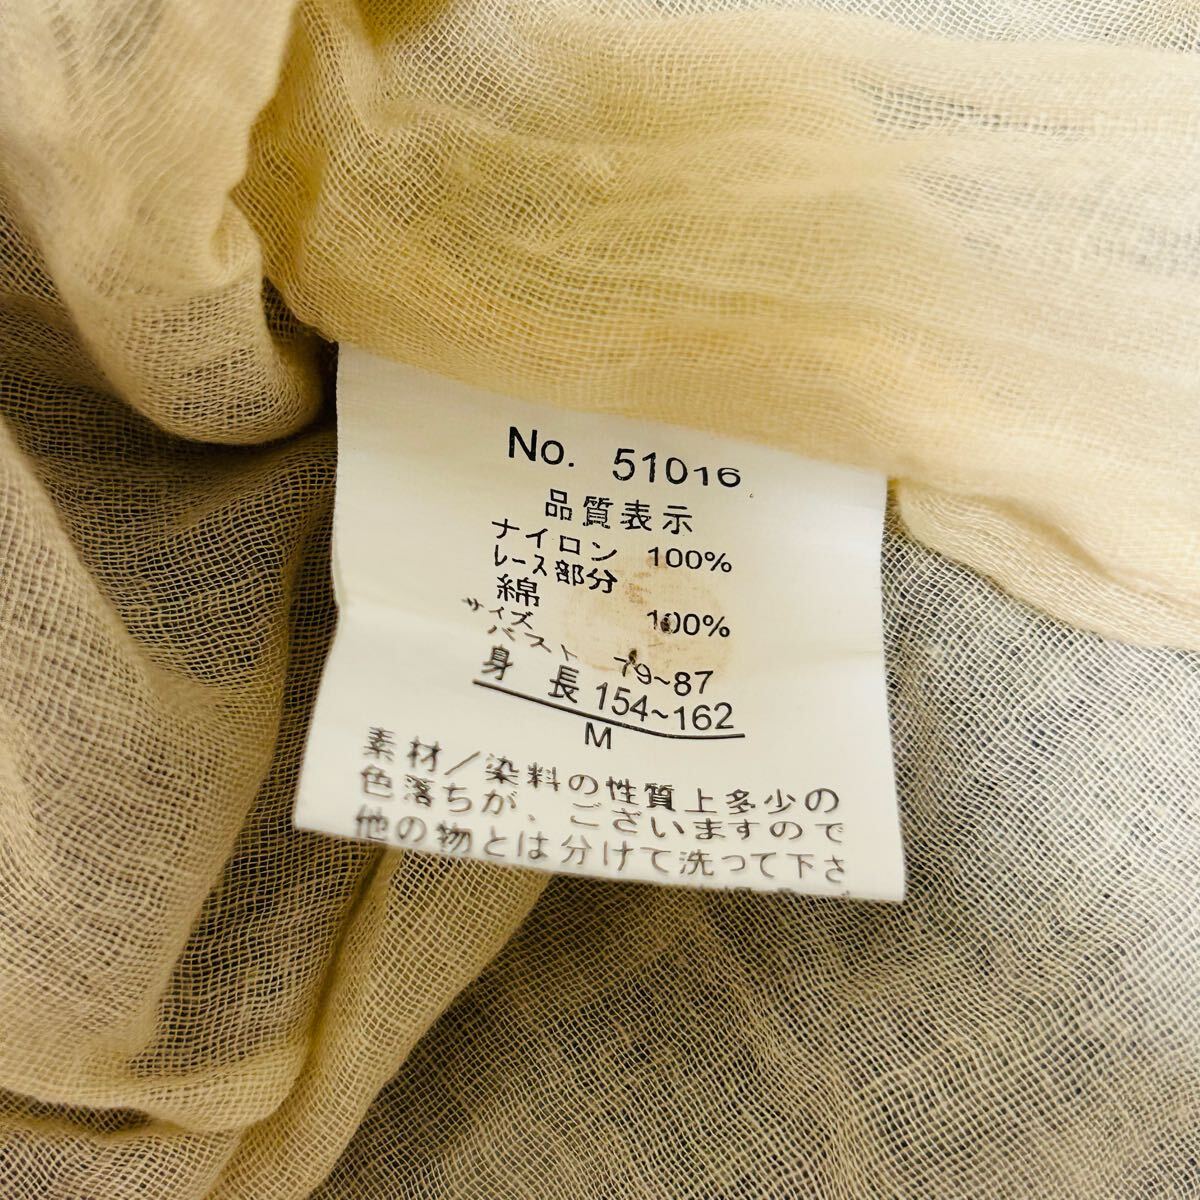 No. 51016
品質表示
ナイロン 100%
レース部分
綿 100%
サイズ
バスト 79~87
身長 154~162
M
素材/染料の性質上多少の
色落ちが、ございますので
他の物とは分けて洗って下さ